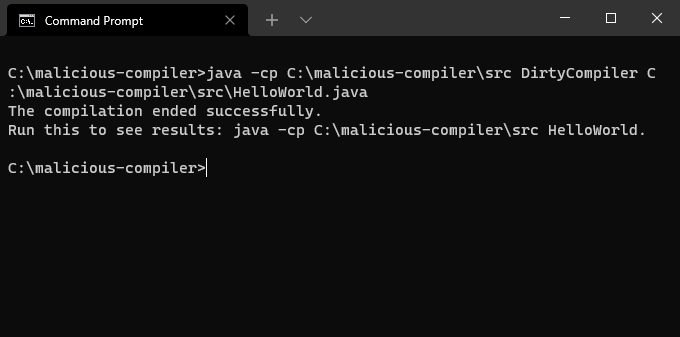 Command Prompt
C:\malicious-compiler>java -cp C:\malicious-compiler\src DirtyCompiler C
:\malicious-compiler\src\HelloWorld.java
The compilation ended successfully.
Run this to see results: java -cp C:\malicious-compiler\src HelloWorld.
C:\malicious-compiler>